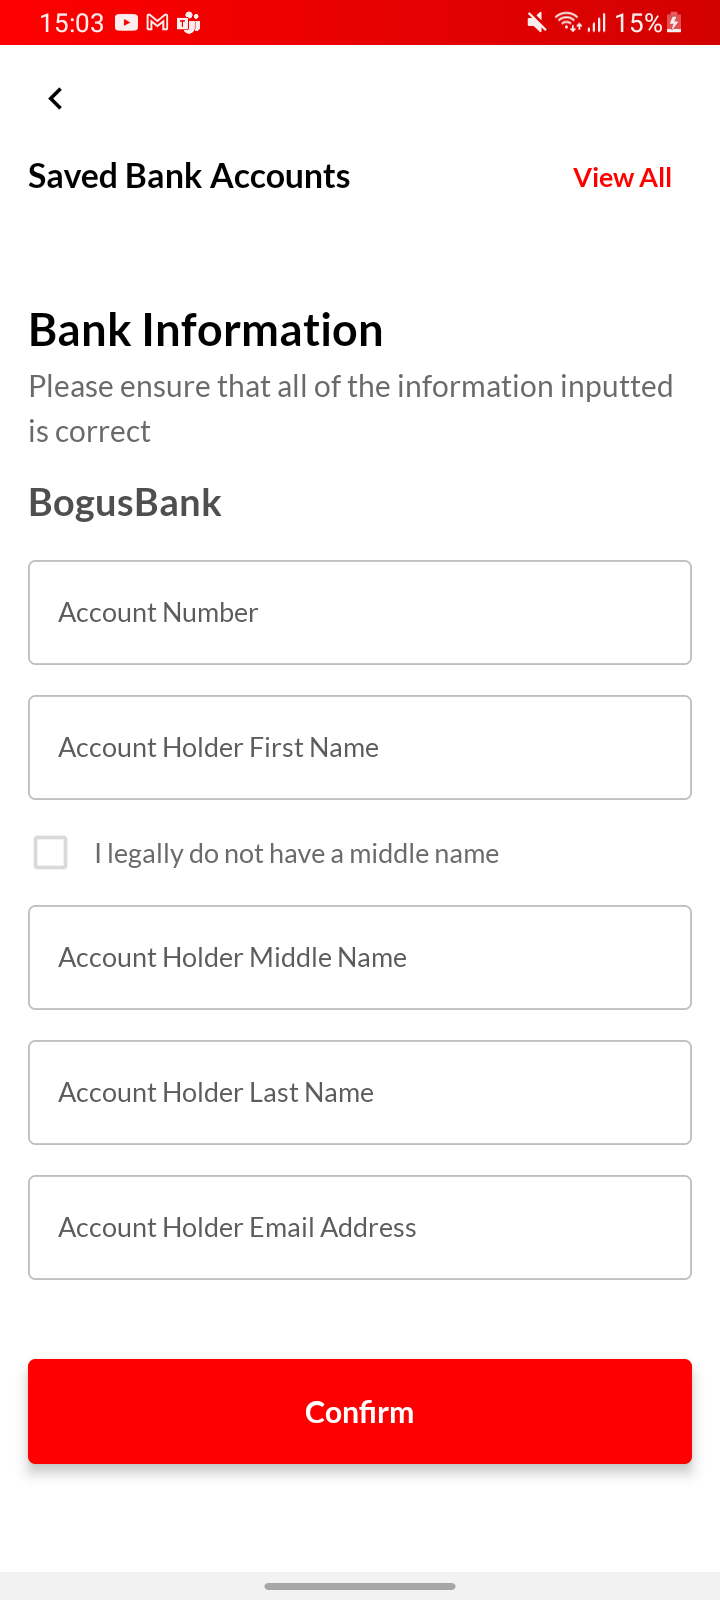 15:03 15%
Saved Bank Accounts View All
Bank Information
Please ensure that all of the information inputted
is correct
BogusBank
Account Number
Account Holder First Name
I legally do not have a middle name
Account Holder Middle Name
Account Holder Last Name
Account Holder Email Address
Confirm